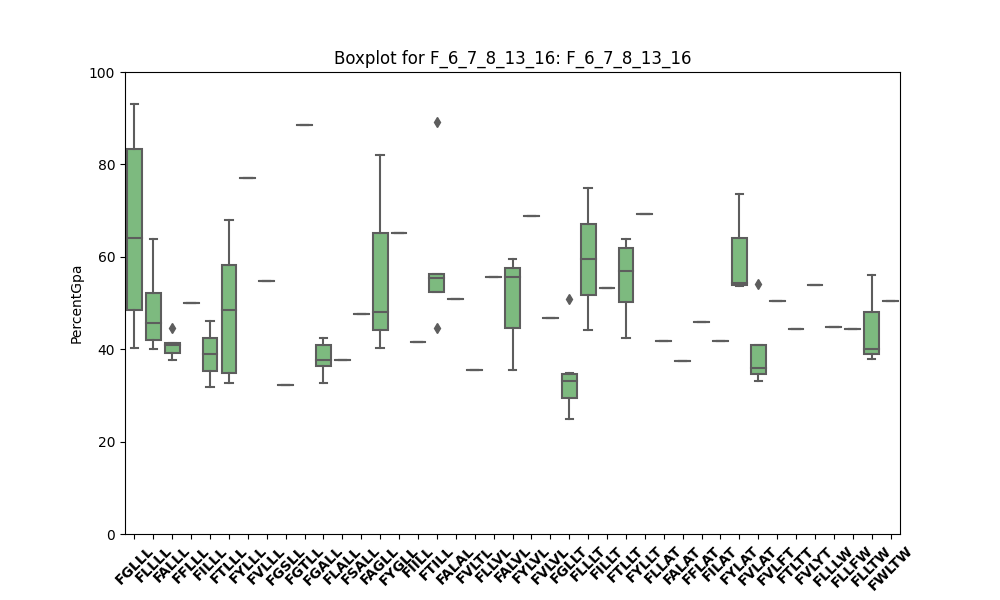 Boxplot for F_6_7_8_13_16: F_6_7_8_13_16
PercentGpa
100
80
60
40
20
0
FGLLL
FLLLL
FALLL
FFLLL
FILLL
FTLLL
FYLLL
FVLLL
FGSLL
FGTLL
FGALL
FLALL
FSALL
FAGLL
FYGLL
FIILL
FTILL
FALAL
FVLTL
FLLVL
FALVL
FYLVL
FVLVL
FGLLT
FLLLT
FILLT
FTLLT
FYLLT
FLLAT
FALAT
FFLAT
FILAT
FYLAT
FVLAT
FVLFT
FTLTT
FVLYT
FLLLW
FLLFW
FLLTW
FWLTW